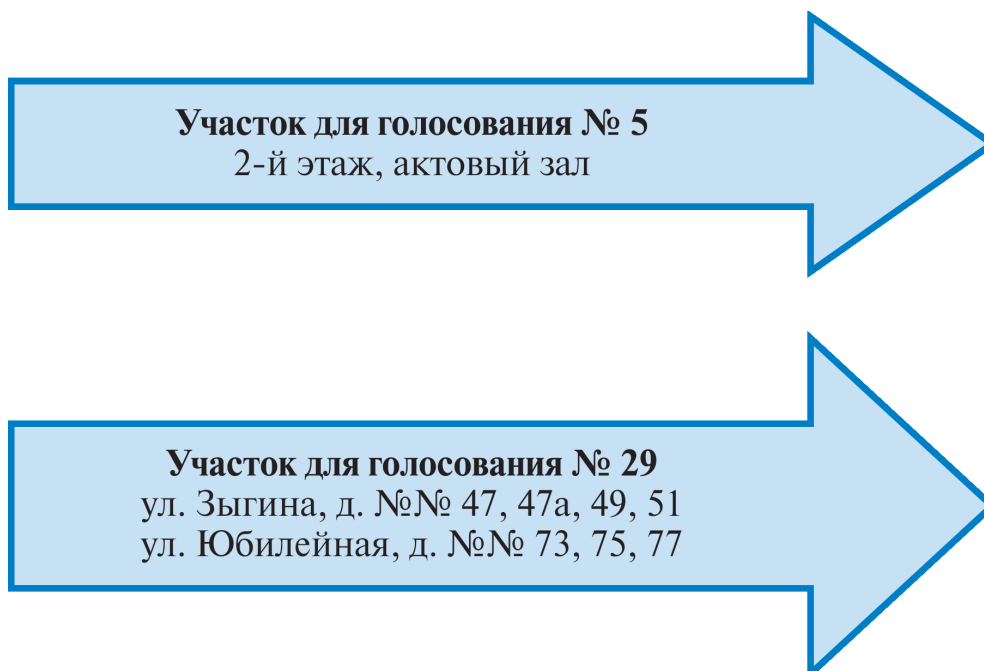 Участок для голосования № 5
2-й этаж, актовый зал
Участок для голосования № 29
ул. Зыгина, д. №№ 47, 47а, 49, 51
ул. Юбилейная, д. №№ 73, 75, 77